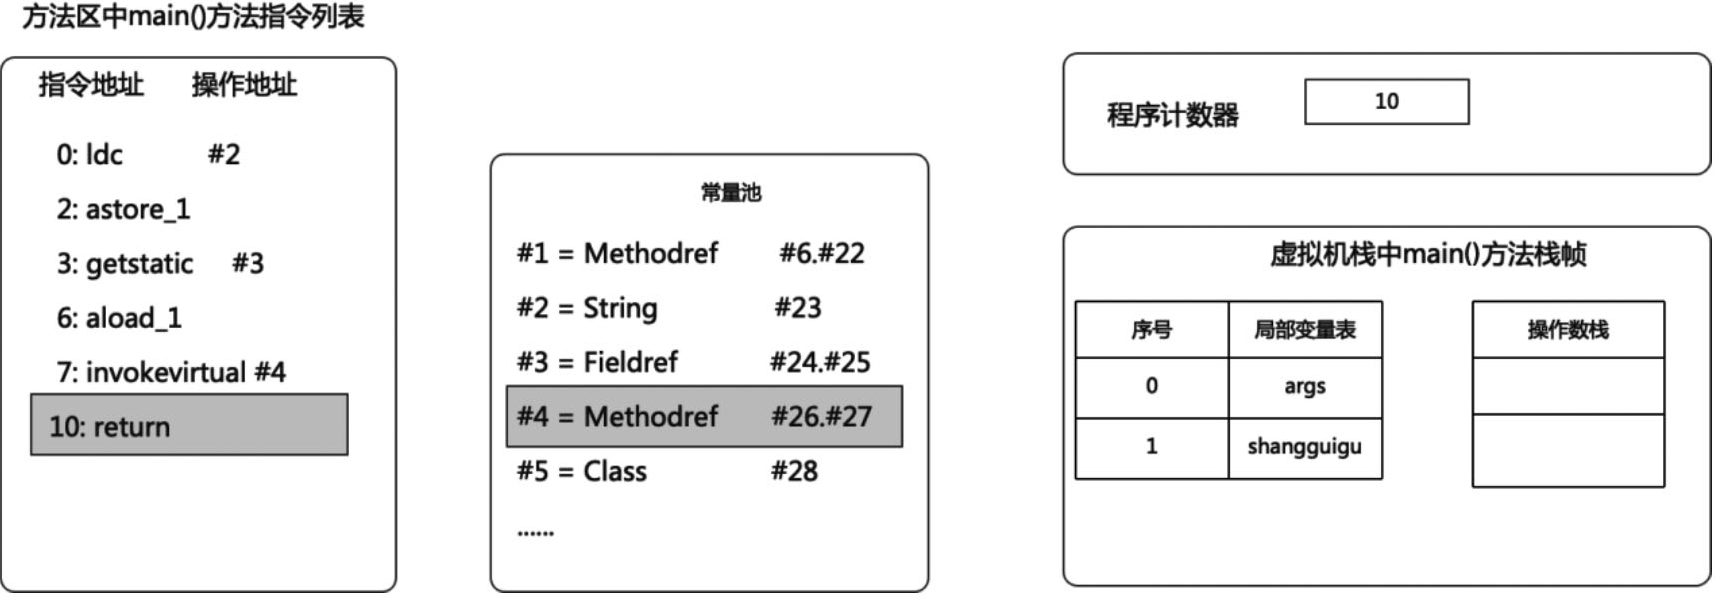 方法区中main()方法指令列表
指令地址 操作地址
0: ldc #2
2: astore_1
3: getstatic #3
6: aload_1
7: invokevirtual #4
10: return
常量池
#1 = Methodref #6.#22
#2 = String #23
#3 = Fieldref #24.#25
#4 = Methodref #26.#27
#5 = Class #28
......
程序计数器 10
虚拟机栈中main()方法栈帧
序号 局部变量表
0 args
1 shangguigu
操作数栈